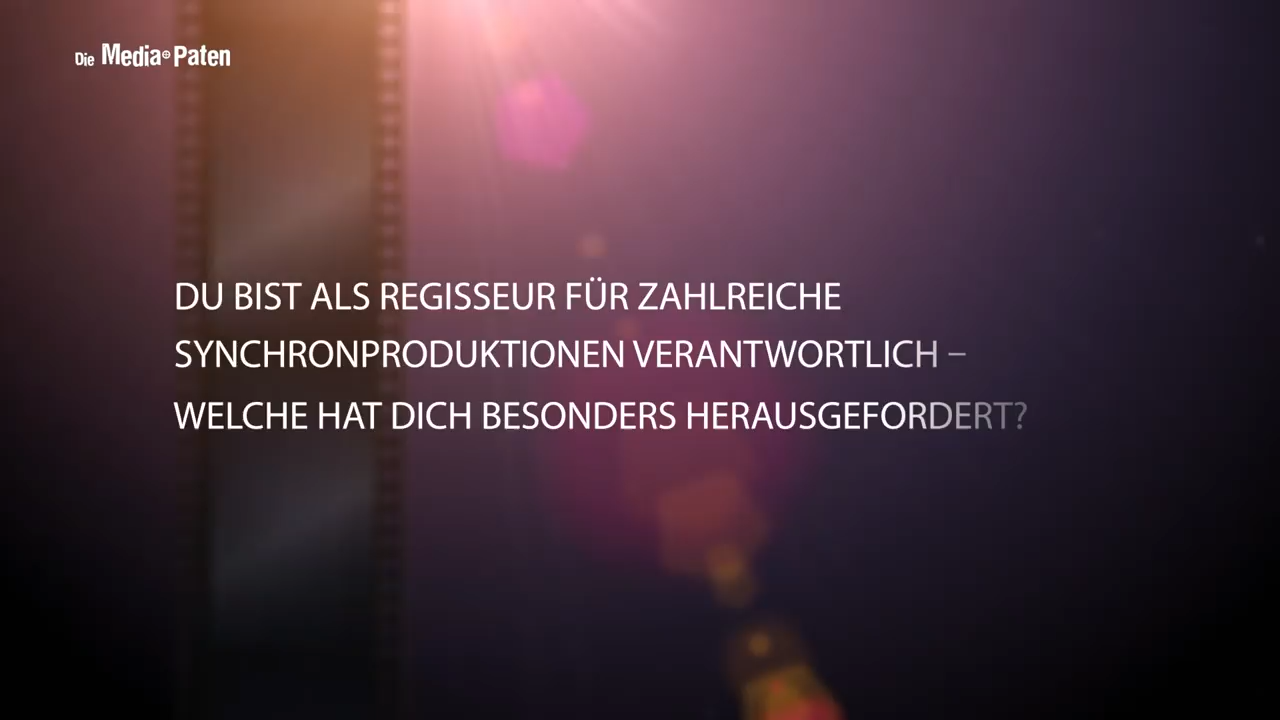 Die Media Paten
DU BIST ALS REGISSEUR FÜR ZAHLREICHE
SYNCHRONPRODUKTIONEN VERANTWORTLICH –
WELCHE HAT DICH BESONDERS HERAUSGEFORDERT?